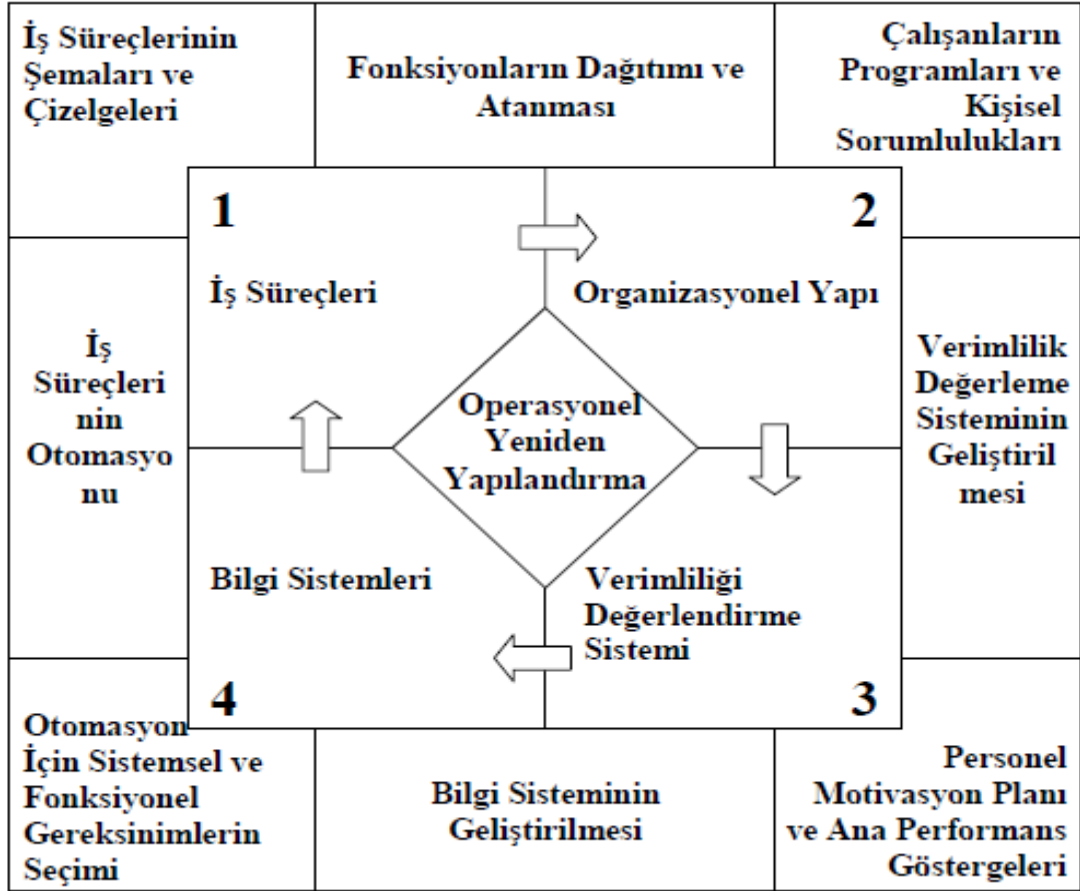 İş Süreçlerinin
Şemaları ve
Çizelgeleri
Fonksiyonların Dağıtımı ve
Atanması
Çalışanların
Programları ve
Kişisel
Sorumlulukları
1
İş Süreçleri
2
Organizasyonel Yapı
İş
Süreçleri
nin
Otomasyo
nu
Operasyonel
Yeniden
Yapılandırma
Verimlilik
Değerleme
Sisteminin
Geliştiril
mesi
Bilgi Sistemleri
4
Verimliliği
Değerlendirme
Sistemi
3
Otomasyon
İçin Sistemsel ve
Fonksiyonel
Gereksinimlerin
Seçimi
Bilgi Sisteminin
Geliştirilmesi
Personel
Motivasyon Planı
ve Ana Performans
Göstergeleri